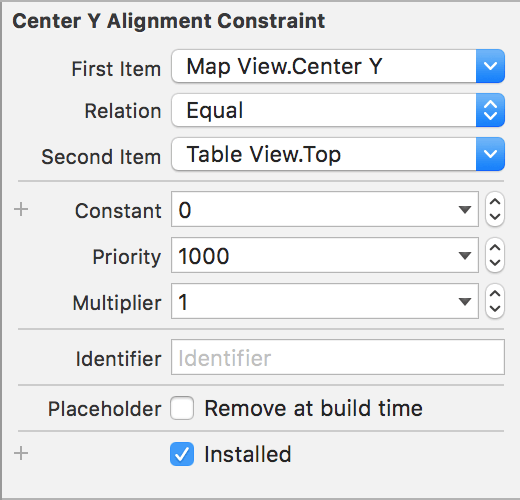 Center Y Alignment Constraint
First Item Map View.Center Y
Relation Equal
Second Item Table View.Top
+ Constant 0
Priority 1000
Multiplier 1
Identifier Identifier
Placeholder Remove at build time
+ Installed